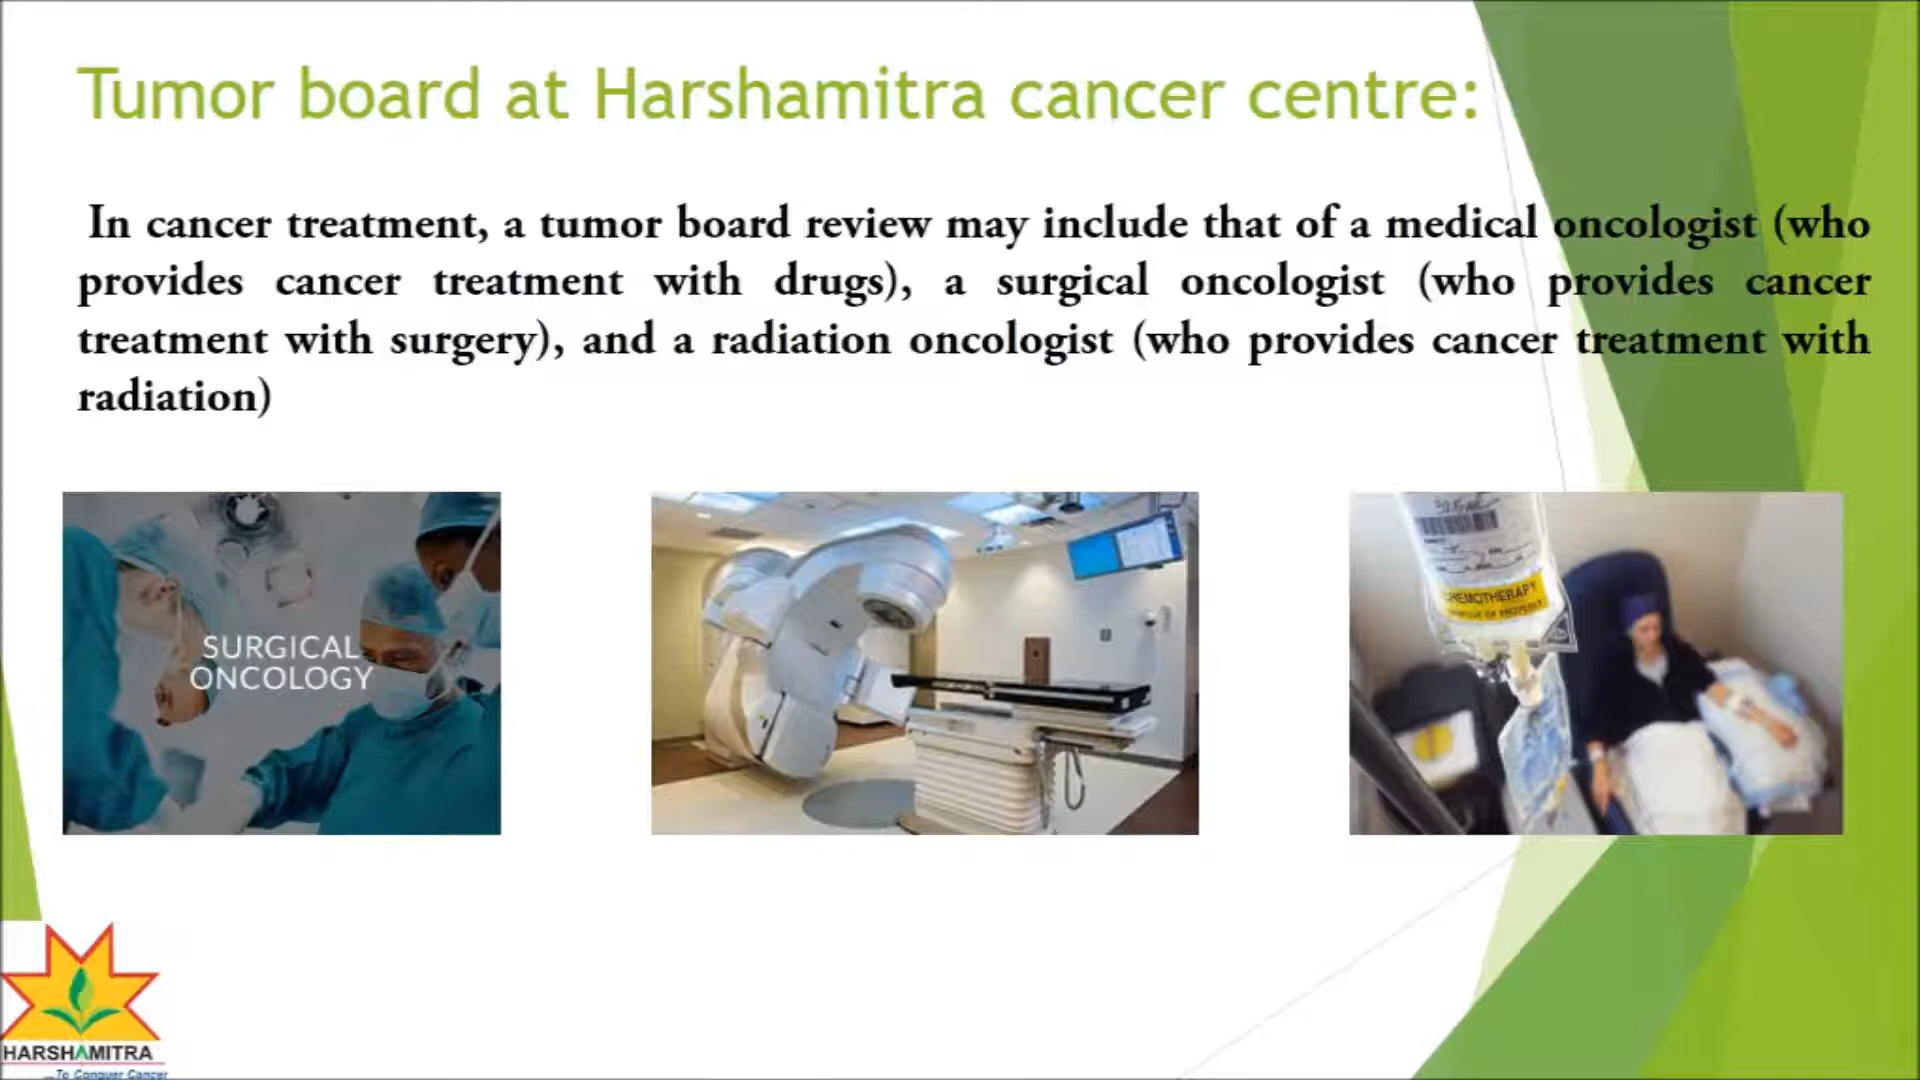 Tumor board at Harshamitra cancer centre:
In cancer treatment, a tumor board review may include that of a medical oncologist (who
provides cancer treatment with drugs), a surgical oncologist (who provides cancer
treatment with surgery), and a radiation oncologist (who provides cancer treatment with
radiation)
SURGICAL
ONCOLOGY
CHEMOTHERAPY
HARSHAMITRA
...To Conquer Cancer